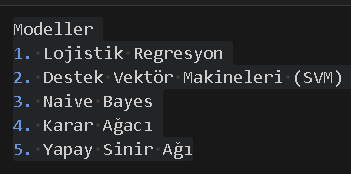 Modeller
1. Lojistik Regresyon
2. Destek Vektör Makineleri (SVM)
3. Naive Bayes
4. Karar Ağacı
5. Yapay Sinir Ağı